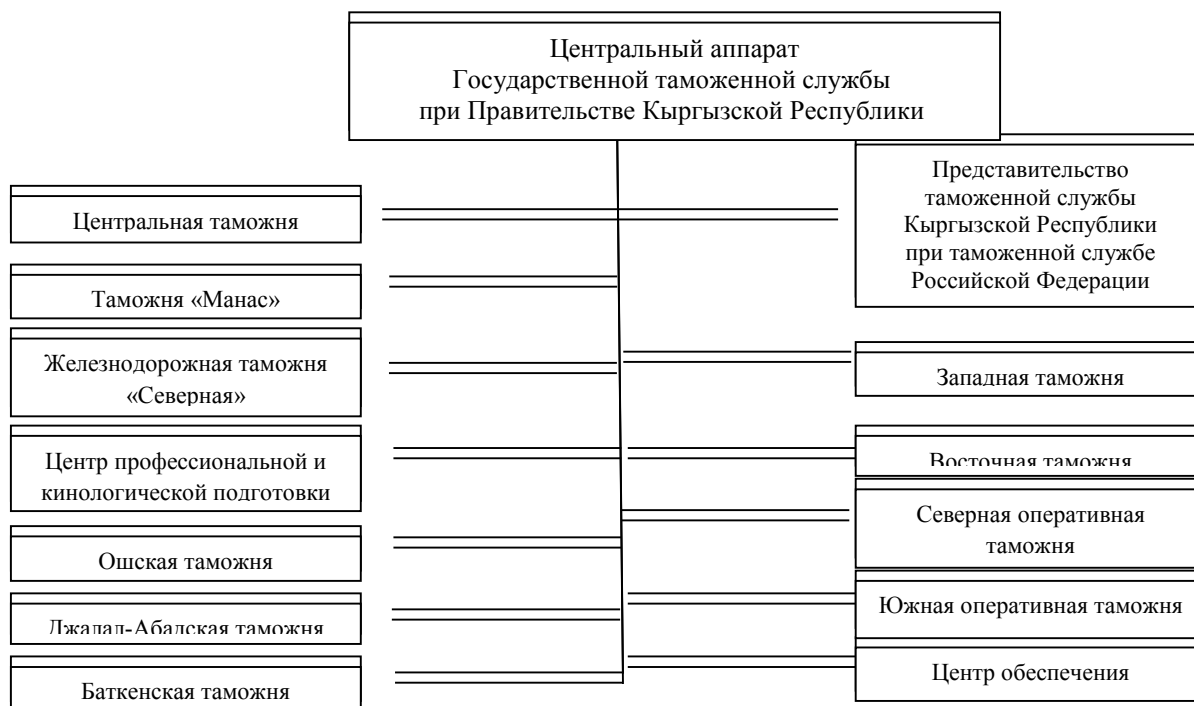 Центральный аппарат
Государственной таможенной службы
при Правительстве Кыргызской Республики
Центральная таможня
Таможня «Манас»
Железнодорожная таможня
«Северная»
Центр профессиональной и
кинологической подготовки
Ошская таможня
Джалал-Абадская таможня
Баткенская таможня
Представительство
таможенной службы
Кыргызской Республики
при таможенной службе
Российской Федерации
Западная таможня
Восточная таможня
Северная оперативная
таможня
Южная оперативная таможня
Центр обеспечения